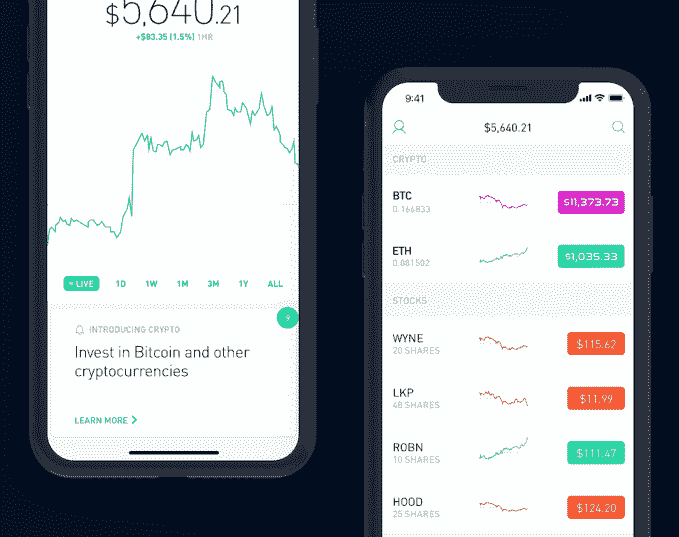 $5,640.21
+$83.35 (1.5%) 1HR
LIVE 1D 1W 1M 3M 1Y ALL
9
INTRODUCING CRYPTO
Invest in Bitcoin and other
cryptocurrencies
LEARN MORE
9:41
$5,640.21
CRYPTO
BTC
0.166833
$11,373.73
ETH
0.081502
$1,035.33
STOCKS
WYNE
20 SHARES
$115.62
LKP
48 SHARES
$11.99
ROBN
10 SHARES
$111.47
HOOD
25 SHARES
$124.20